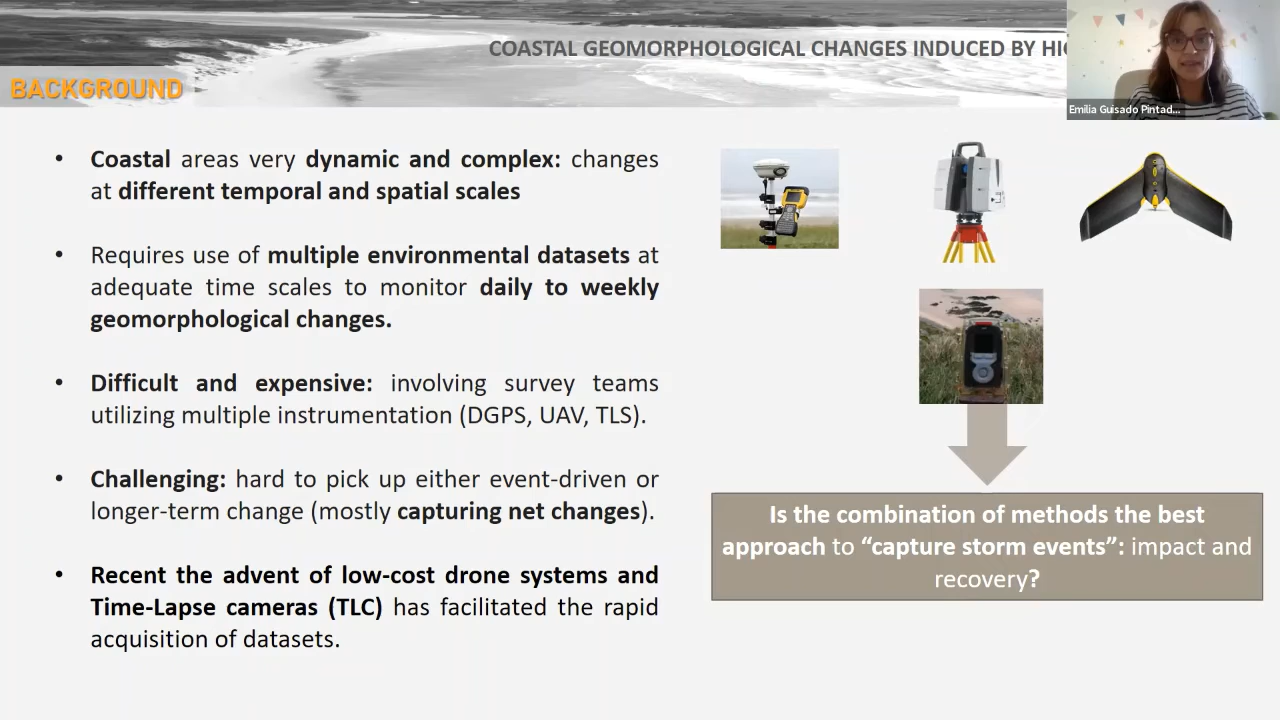 COASTAL GEOMORPHOLOGICAL CHANGES INDUCED BY HI
BACKGROUND
Emilia Guisado Pintad...
• Coastal areas very dynamic and complex: changes
at different temporal and spatial scales
• Requires use of multiple environmental datasets at
adequate time scales to monitor daily to weekly
geomorphological changes.
• Difficult and expensive: involving survey teams
utilizing multiple instrumentation (DGPS, UAV, TLS).
• Challenging: hard to pick up either event-driven or
longer-term change (mostly capturing net changes).
• Recent the advent of low-cost drone systems and
Time-Lapse cameras (TLC) has facilitated the rapid
acquisition of datasets.
Is the combination of methods the best
approach to “capture storm events”: impact and
recovery?